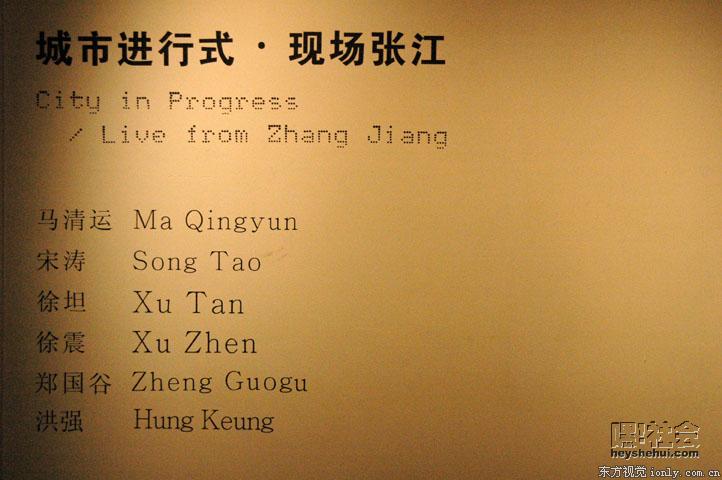 城市进行式·现场张江
City in Progress
/ Live from Zhang Jiang
马清运 Ma Qingyun
宋涛 Song Tao
徐坦 Xu Tan
徐震 Xu Zhen
郑国谷 Zheng Guogu
洪强 Hung Keung
嘿社会
heyshehui.com
东方视觉 ionly.com.cn